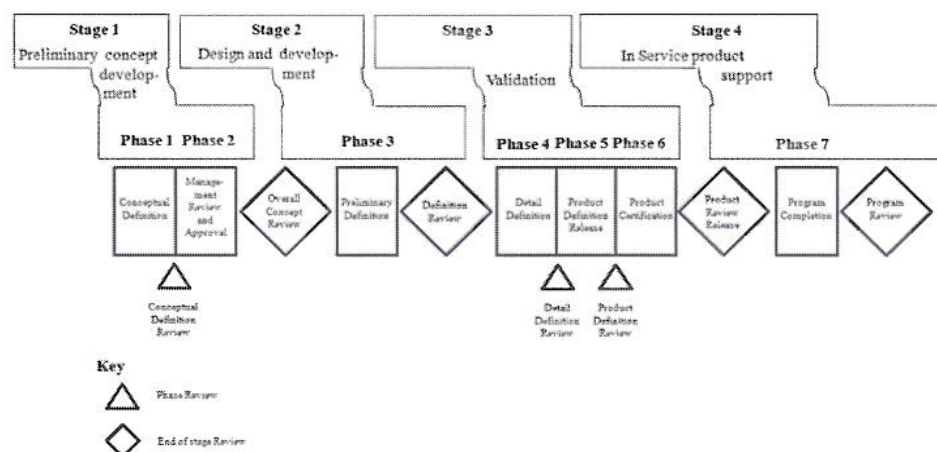 Stage 1
Preliminary concept
develop-
ment
Stage 2
Design and develop-
ment
Stage 3
Validation
Stage 4
In Service product
support
Phase 1 Phase 2
Phase 3
Phase 4 Phase 5 Phase 6
Phase 7
Conceptual
Definition
Manage-
ment
Review
and
Approval
Overall
Concept
Review
Preliminary
Definition
Definition
Review
Detail
Definition
Product
Definition
Release
Product
Certification
Product
Review
Release
Program
Completion
Program
Review
Conceptual
Definition
Review
Detail
Definition
Review
Product
Definition
Review
Key
Phase Review
End of stage Review